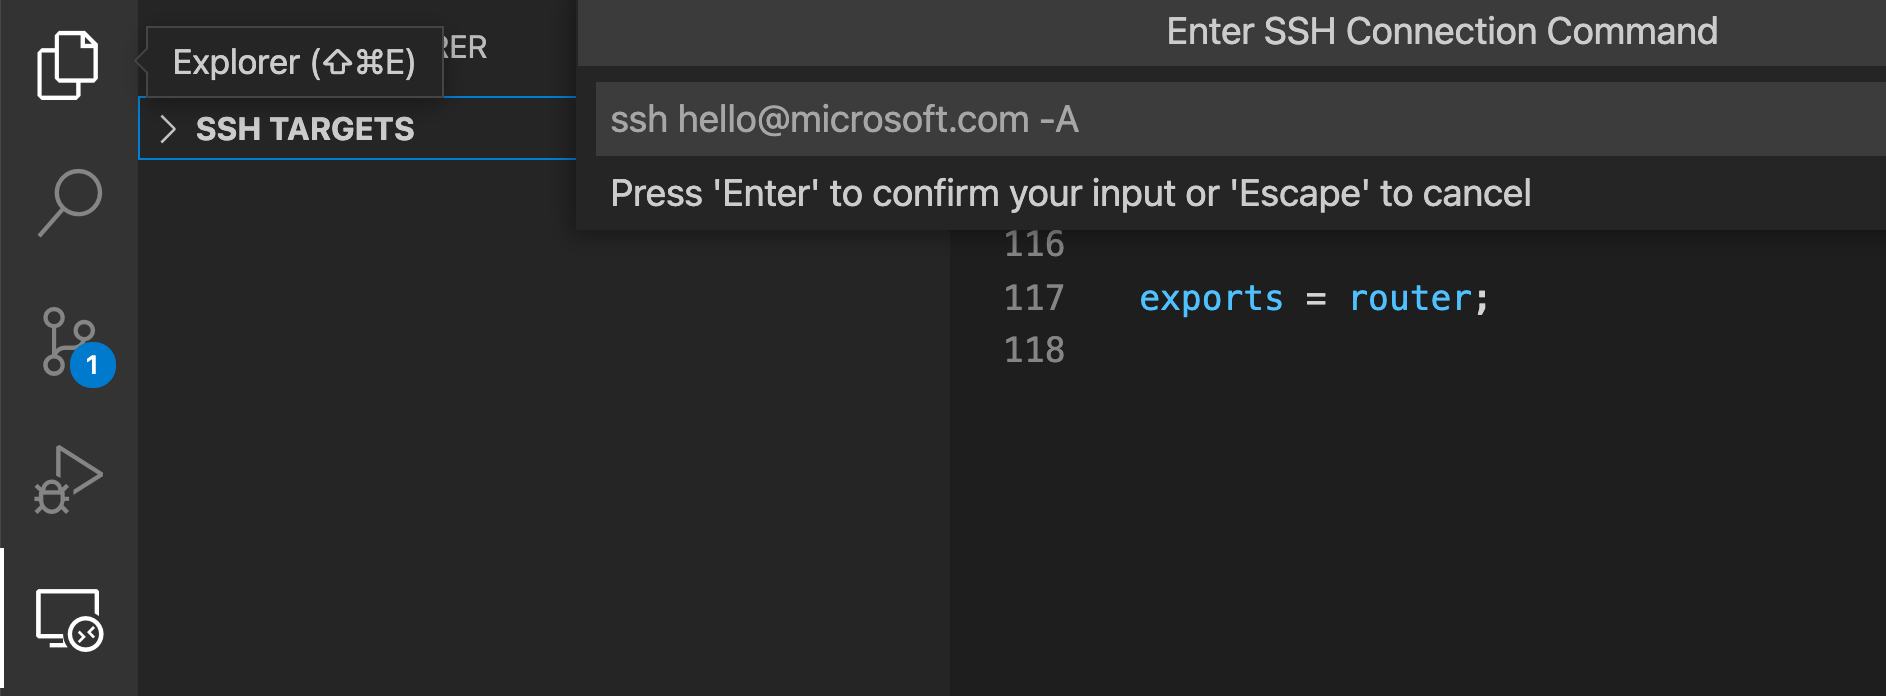 Explorer (⇧⌘E)
RER
SSH TARGETS
1
Enter SSH Connection Command
ssh hello@microsoft.com -A
Press 'Enter' to confirm your input or 'Escape' to cancel
116
117 exports = router;
118